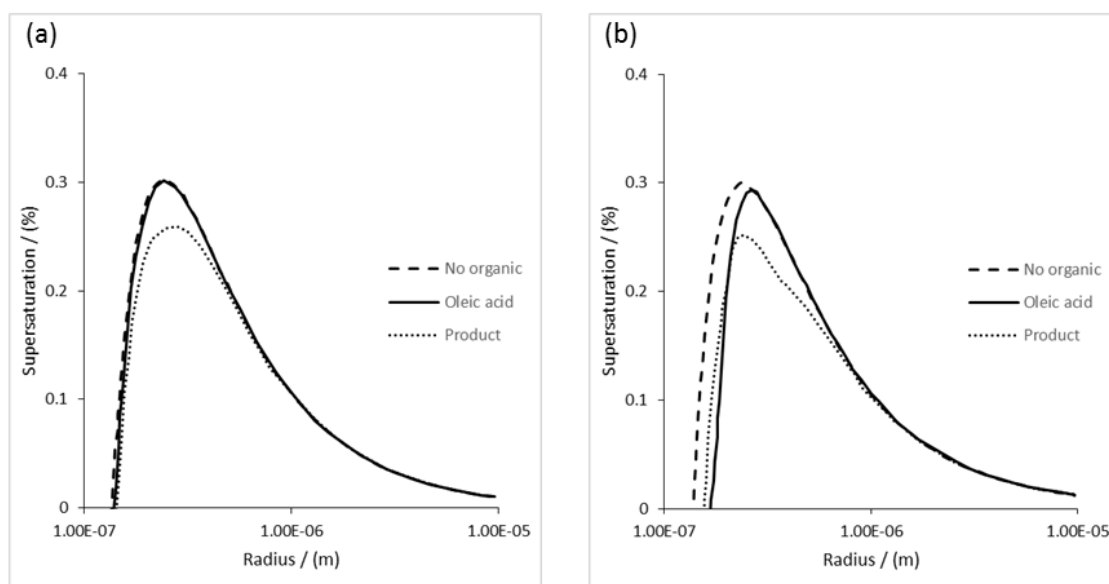 (a)
Supersaturation / (%)
0.4
0.3
0.2
0.1
0
1.00E-07
1.00E-06
1.00E-05
Radius / (m)
No organic
Oleic acid
Product
(b)
Supersaturation / (%)
0.4
0.3
0.2
0.1
0
1.00E-07
1.00E-06
1.00E-05
Radius / (m)
No organic
Oleic acid
Product